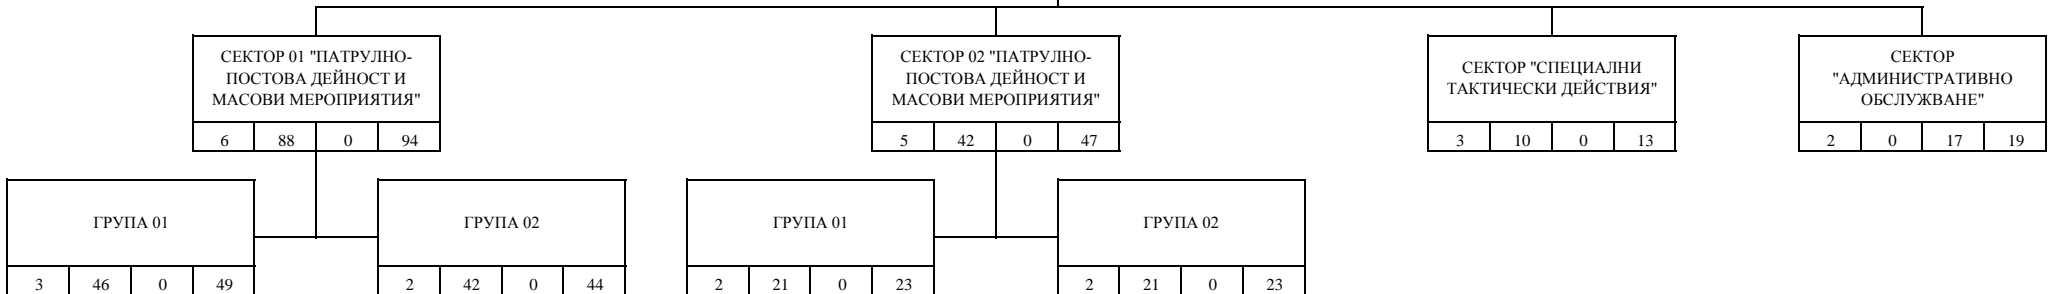 СЕКТОР 01 "ПАТРУЛНО-
ПОСТОВА ДЕЙНОСТ И
МАСОВИ МЕРОПРИЯТИЯ"
6 88 0 94
СЕКТОР 02 "ПАТРУЛНО-
ПОСТОВА ДЕЙНОСТ И
МАСОВИ МЕРОПРИЯТИЯ"
5 42 0 47
СЕКТОР "СПЕЦИАЛНИ
ТАКТИЧЕСКИ ДЕЙСТВИЯ"
3 10 0 13
СЕКТОР
"АДМИНИСТРАТИВНО
ОБСЛУЖВАНЕ"
2 0 17 19
ГРУПА 01
3 46 0 49
ГРУПА 02
2 42 0 44
ГРУПА 01
2 21 0 23
ГРУПА 02
2 21 0 23